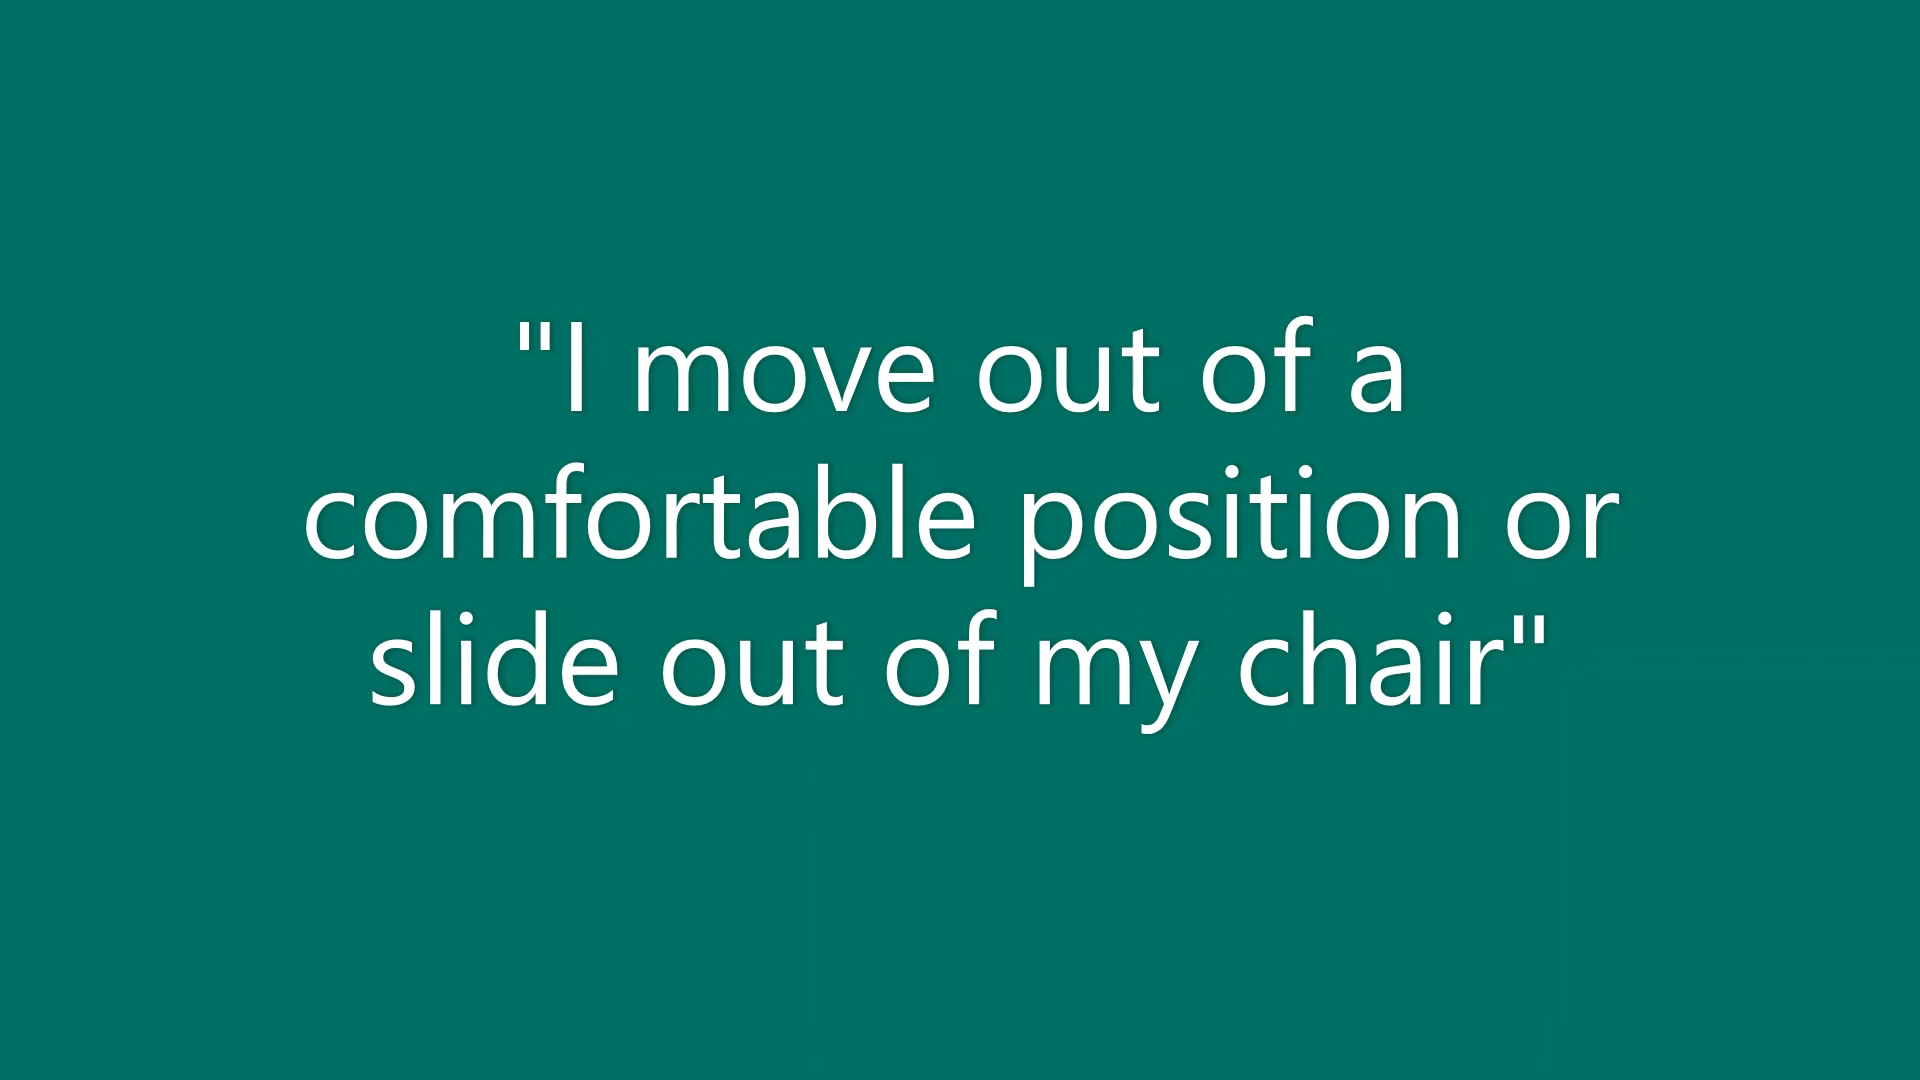 "I move out of a
comfortable position or
slide out of my chair"